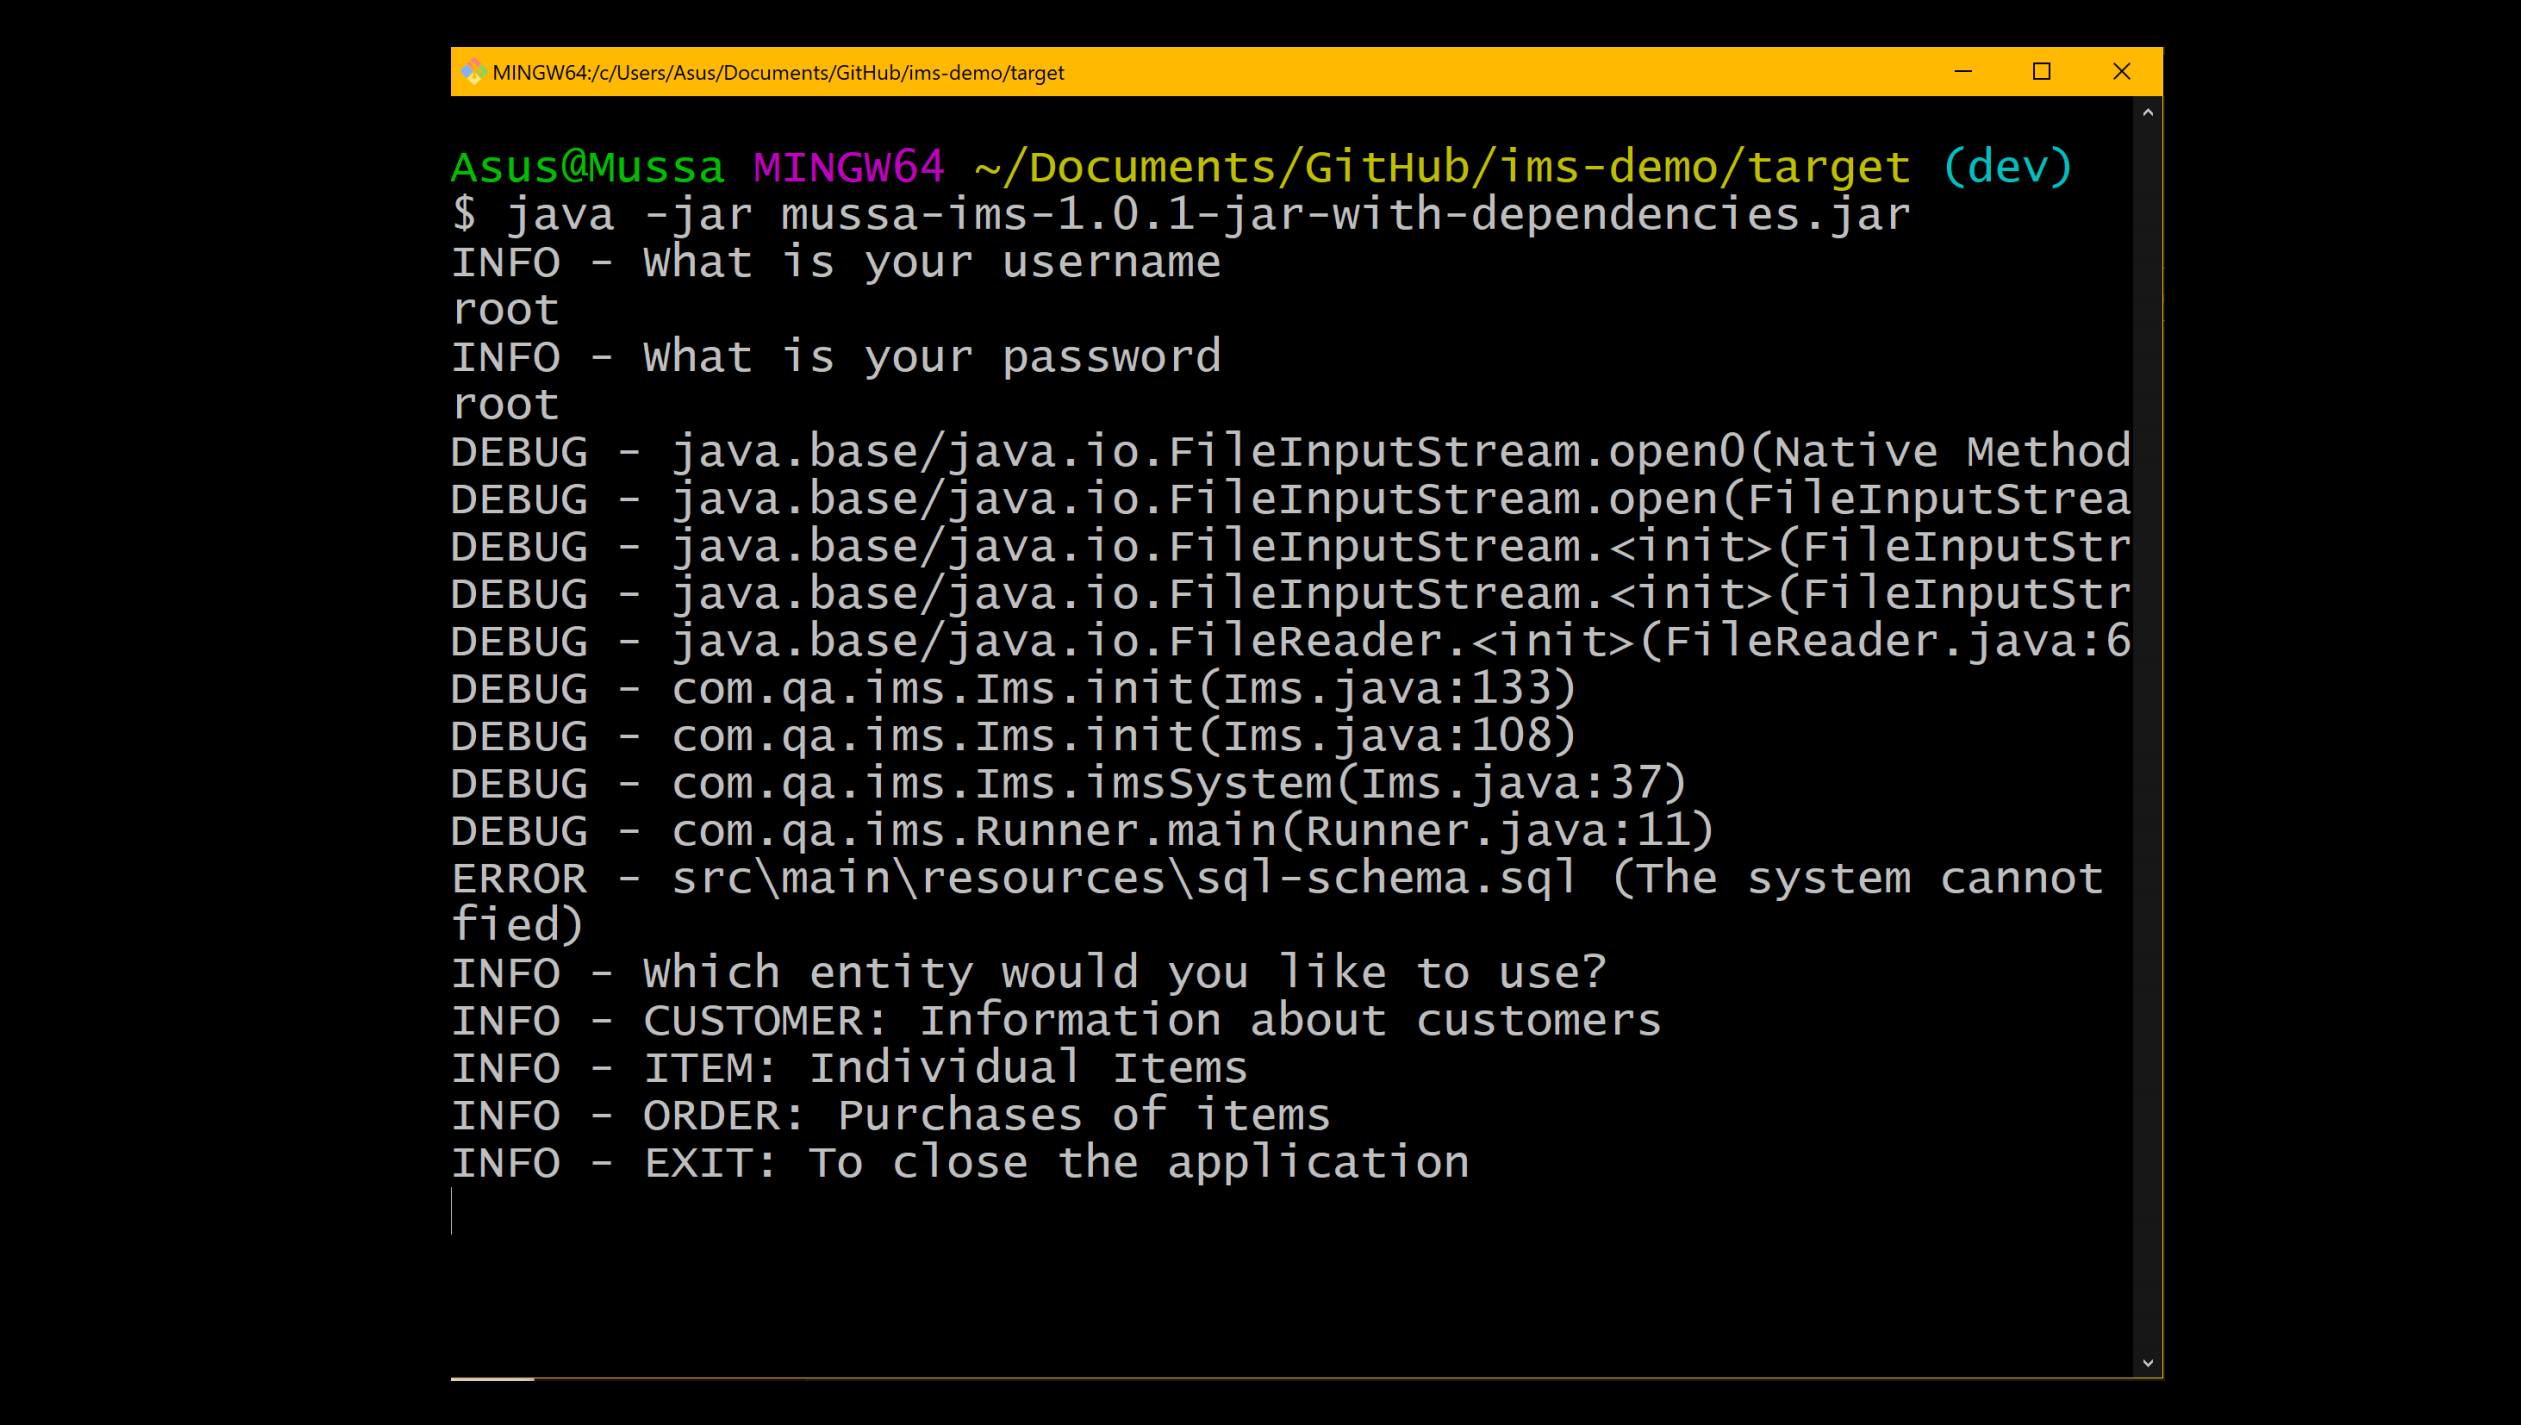 MINGW64:/c/Users/Asus/Documents/GitHub/ims-demo/target
Asus@Mussa MINGW64 ~/Documents/GitHub/ims-demo/target (dev)
$ java -jar mussa-ims-1.0.1-jar-with-dependencies.jar
INFO - What is your username
root
INFO - What is your password
root
DEBUG - java.base/java.io.FileInputStream.open0(Native Method
DEBUG - java.base/java.io.FileInputStream.open(FileInputStrea
DEBUG - java.base/java.io.FileInputStream.<init>(FileInputStr
DEBUG - java.base/java.io.FileInputStream.<init>(FileInputStr
DEBUG - java.base/java.io.FileReader.<init>(FileReader.java:6
DEBUG - com.qa.ims.Ims.init(Ims.java:133)
DEBUG - com.qa.ims.Ims.init(Ims.java:108)
DEBUG - com.qa.ims.Ims.imsSystem(Ims.java:37)
DEBUG - com.qa.ims.Runner.main(Runner.java:11)
ERROR - src\main\resources\sql-schema.sql (The system cannot
fied)
INFO - Which entity would you like to use?
INFO - CUSTOMER: Information about customers
INFO - ITEM: Individual Items
INFO - ORDER: Purchases of items
INFO - EXIT: To close the application